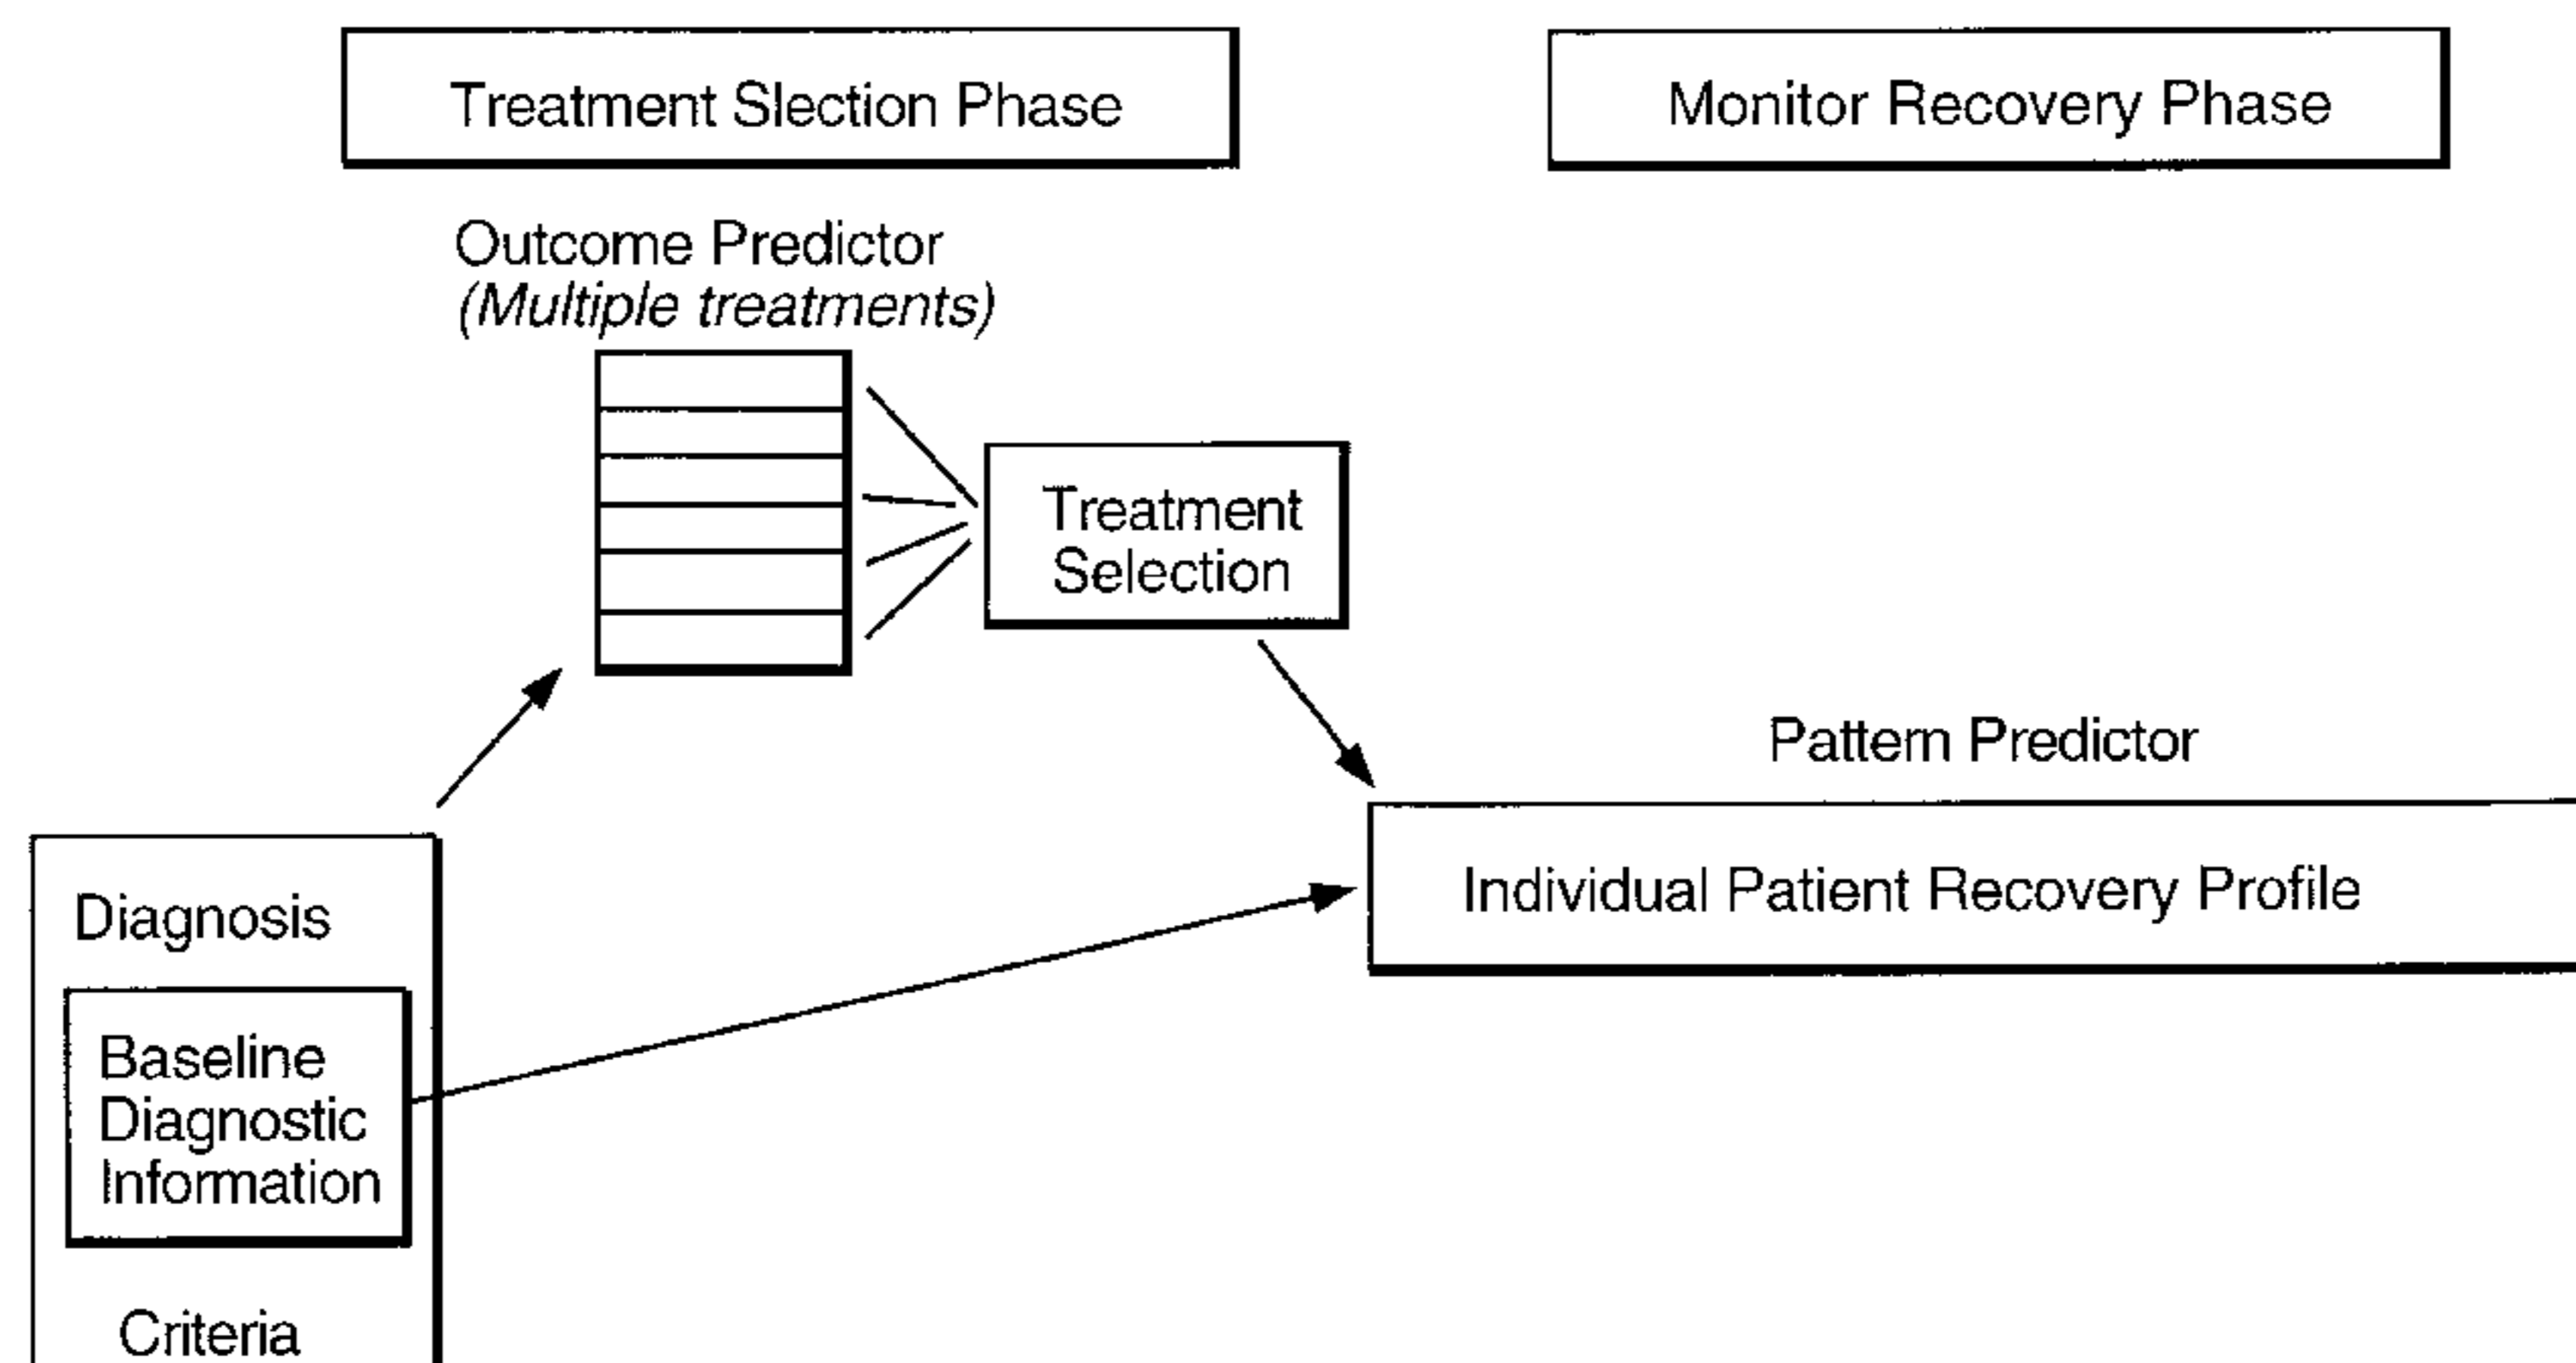 Treatment Slection Phase
Monitor Recovery Phase
Outcome Predictor
(Multiple treatments)
Treatment
Selection
Pattern Predictor
Individual Patient Recovery Profile
Diagnosis
Baseline
Diagnostic
Information
Criteria